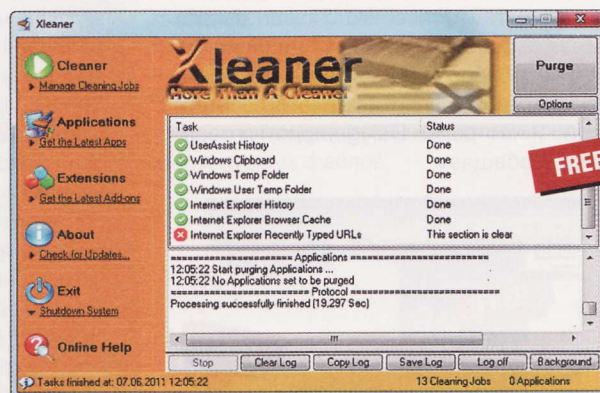 Xleaner
Cleaner
Manage Cleaning Jobs
Applications
Get the Latest Apps
Extensions
Get the Latest Add-ons
About
Check for Updates...
Exit
Shutdown System
Online Help
Xleaner
More Than A Cleaner
Purge
Options
Task Status
UserAssist History Done
Windows Clipboard Done
Windows Temp Folder Done
Windows User Temp Folder Done
Internet Explorer History Done
Internet Explorer Browser Cache Done
Internet Explorer Recently Typed URLs This section is clear
FREE
===================== Applications =====================
12:05:22 Start purging Applications ...
12:05:22 No Applications set to be purged
===================== Protocol =====================
Processing successfully finished (19,297 Sec)
Stop Clear Log Copy Log Save Log Log off Background
Tasks finished at: 07.06.2011 12:05:22 13 Cleaning Jobs 0 Applications